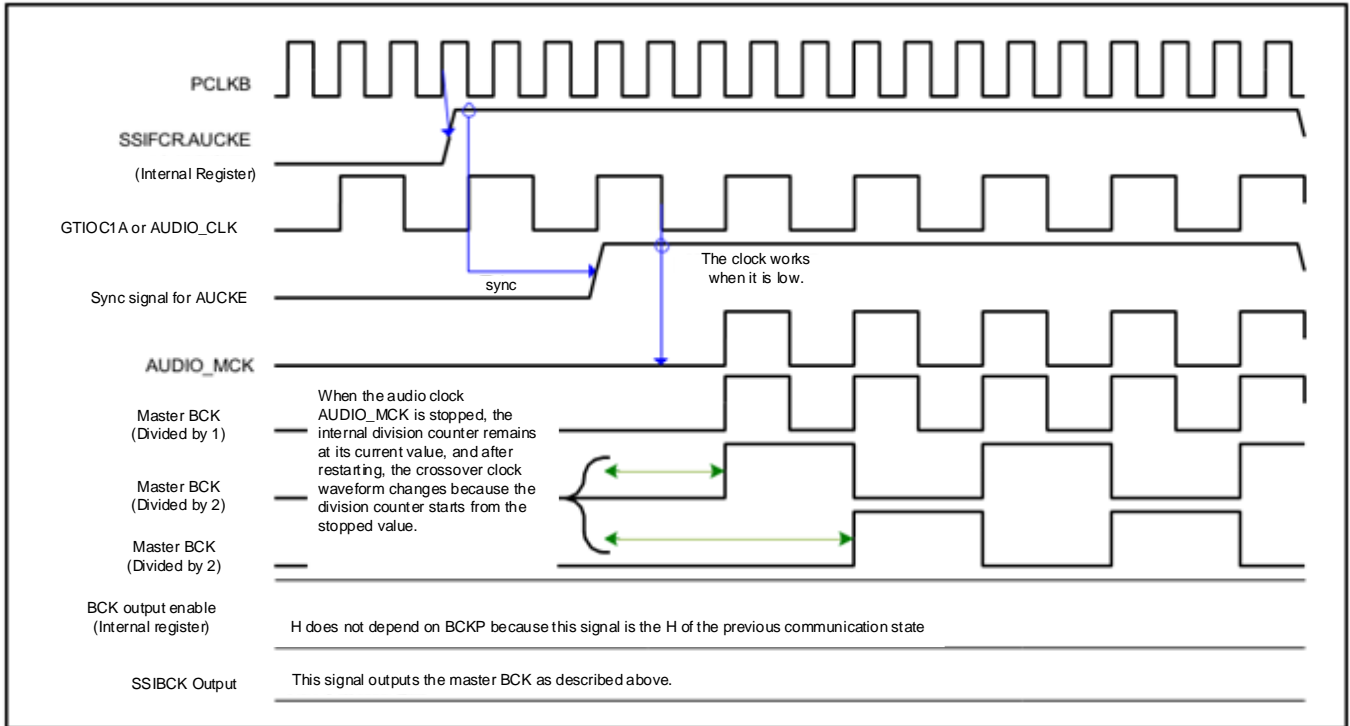 PCLKB
SSIFCR.AUCKE
(Internal Register)
GTIOC1A or AUDIO_CLK
The clock works
when it is low.
sync
Sync signal for AUCKE
AUDIO_MCK
When the audio clock
AUDIO_MCK is stopped, the
internal division counter remains
at its current value, and after
restarting, the crossover clock
waveform changes because the
division counter starts from the
stopped value.
Master BCK
(Divided by 1)
Master BCK
(Divided by 2)
Master BCK
(Divided by 2)
BCK output enable
(Internal register)
H does not depend on BCKP because this signal is the H of the previous communication state
SSIBCK Output
This signal outputs the master BCK as described above.